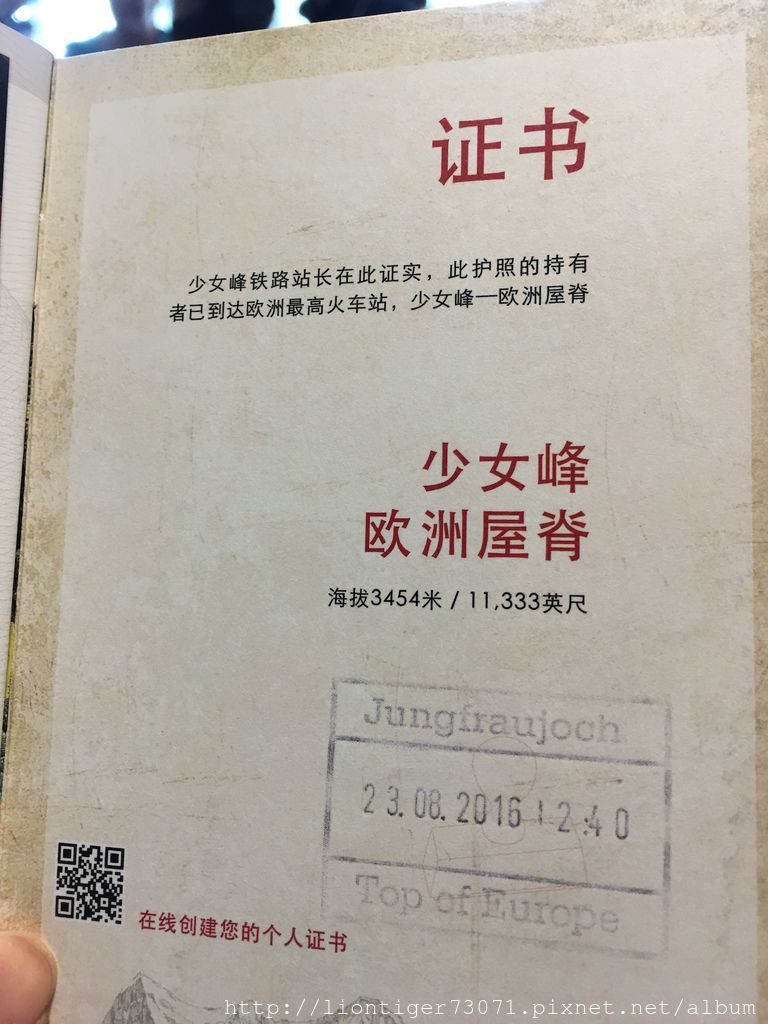 证书
少女峰铁路站长在此证实，此护照的持有
者已到达欧洲最高火车站，少女峰—欧洲屋脊
少女峰
欧洲屋脊
海拔3454米 / 11,333英尺
Jungfraujoch
23.08.2016 12:40
Top of Europe
在线创建您的个人证书
http://liontiger73071.pixnet.net/album